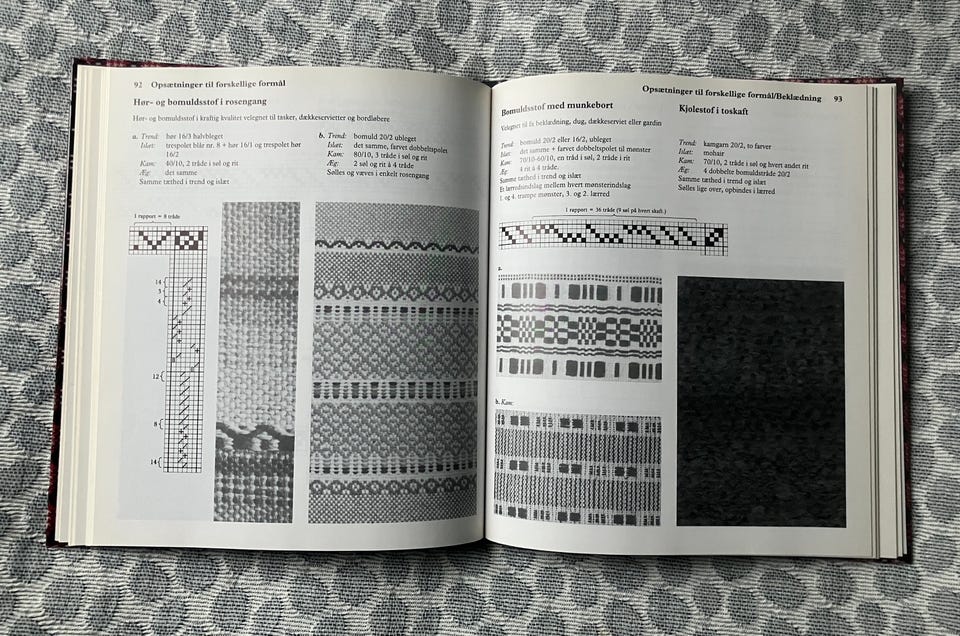 92 Opsætninger til forskellige formål
Hør- og bomuldsstof i rosengang
Hør- og bomuldsstof i kraftig kvalitet velegnet til tasker, dækkeservietter og bordløbere.
a. Trend: hør 16/3 halvbleget
Islæt: trespolet blår nr. 8 + hør 16/1 og trespolet hør
16/2
Kam: 40/10, 2 tråde i søl og rit
Æg: det samme
Samme tæthed i trend og islæt
b. Trend: bomuld 20/2 ubleget
Islæt: det samme, farvet dobbeltspolet
Kam: 80/10, 3 tråde i søl og rit
Æg: 2 søl og rit à 4 tråde
Sølles og væves i enkelt rosengang
1 rapport = 8 tråde
14
3
4
12
8
14
Opsætninger til forskellige formål/Beklædning 93
Bomuldsstof med munkebort
Velegnet til fx beklædning, dug, dækkeserviet eller gardin
Trend: bomuld 20/2 eller 16/2, ubleget
Islæt: det samme + farvet dobbeltspolet til mønster
Kam: 70/10-60/10, en tråd i søl, 2 tråde i rit
Æg: 4 rit à 4 tråde.
Samme tæthed i trend og islæt
Et lærredsindslag mellem hvert mønsterindslag
1. og 4. trampe mønster, 3. og 2. lærred
1 rapport = 36 tråde (9 søl på hvert skaft.)
a.
b. Kam:
Kjolestof i toskaft
Trend: kamgarn 20/2, to farver
Islæt: mohair
Kam: 70/10, 2 tråde i søl og hvert andet rit
Æg: 4 dobbelte bomuldstråde 20/2
Samme tæthed i trend og islæt
Sølles lige over, opbindes i lærred